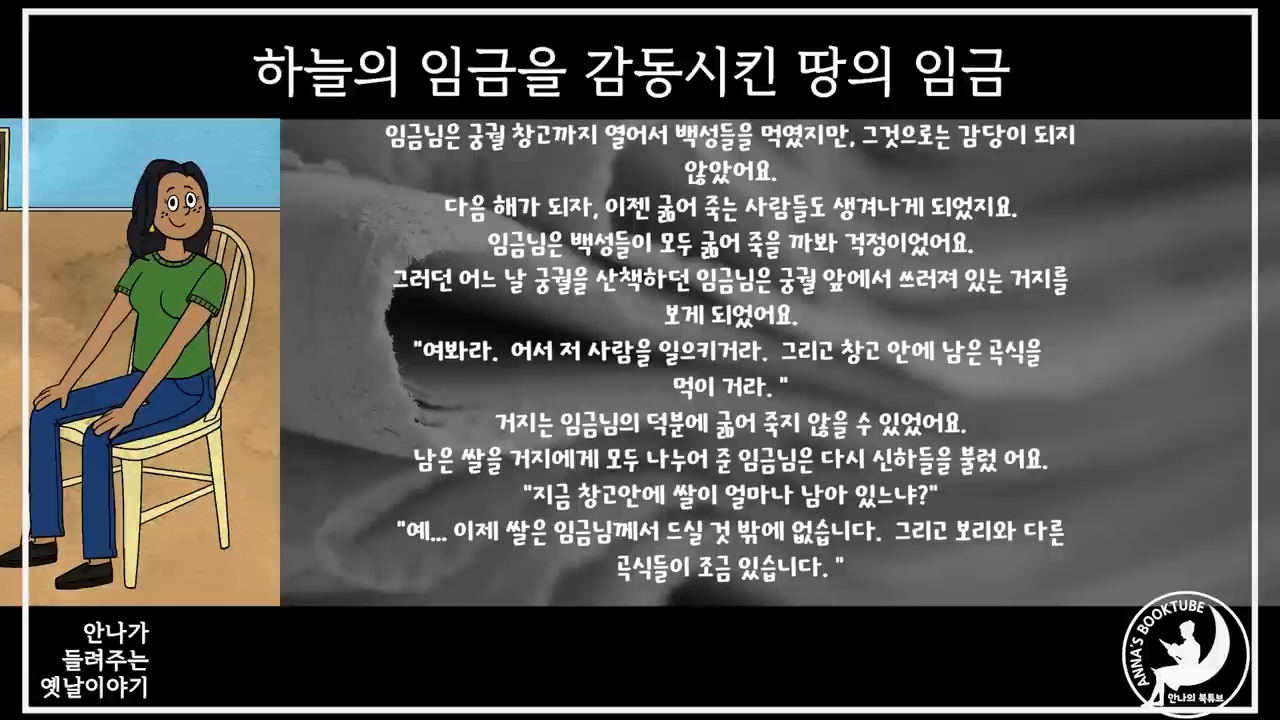 하늘의 임금을 감동시킨 땅의 임금
임금님은 궁궐 창고까지 열어서 백성들을 먹였지만, 그것으로는 감당이 되지
않았어요.
다음 해가 되자, 이젠 굶어 죽는 사람들도 생겨나게 되었지요.
임금님은 백성들이 모두 굶어 죽을 까봐 걱정이었어요.
그러던 어느 날 궁궐을 산책하던 임금님은 궁궐 앞에서 쓰러져 있는 거지를
보게 되었어요.
"여봐라. 어서 저 사람을 일으키거라. 그리고 창고 안에 남은 곡식을
먹이 거라. "
거지는 임금님의 덕분에 굶어 죽지 않을 수 있었어요.
남은 쌀을 거지에게 모두 나누어 준 임금님은 다시 신하들을 불렀 어요.
"지금 창고안에 쌀이 얼마나 남아 있느냐?"
"예... 이제 쌀은 임금님께서 드실 것 밖에 없습니다. 그리고 보리와 다른
곡식들이 조금 있습니다. "
안나가
들려주는
옛날이야기
ANNA'S BOOKTUBE
안나의 북튜브